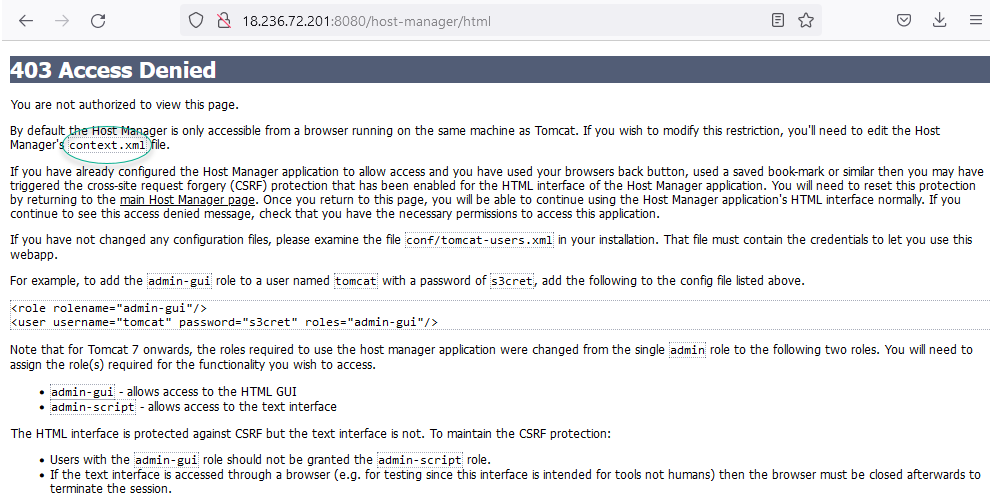 18.236.72.201:8080/host-manager/html
403 Access Denied
You are not authorized to view this page.
By default the Host Manager is only accessible from a browser running on the same machine as Tomcat. If you wish to modify this restriction, you'll need to edit the Host
Manager's context.xml file.
If you have already configured the Host Manager application to allow access and you have used your browsers back button, used a saved book-mark or similar then you may have
triggered the cross-site request forgery (CSRF) protection that has been enabled for the HTML interface of the Host Manager application. You will need to reset this protection
by returning to the main Host Manager page. Once you return to this page, you will be able to continue using the Host Manager application's HTML interface normally. If you
continue to see this access denied message, check that you have the necessary permissions to access this application.
If you have not changed any configuration files, please examine the file conf/tomcat-users.xml in your installation. That file must contain the credentials to let you use this
webapp.
For example, to add the admin-gui role to a user named tomcat with a password of s3cret, add the following to the config file listed above.
<role rolename="admin-gui"/>
<user username="tomcat" password="s3cret" roles="admin-gui"/>
Note that for Tomcat 7 onwards, the roles required to use the host manager application were changed from the single admin role to the following two roles. You will need to
assign the role(s) required for the functionality you wish to access.
• admin-gui - allows access to the HTML GUI
• admin-script - allows access to the text interface
The HTML interface is protected against CSRF but the text interface is not. To maintain the CSRF protection:
• Users with the admin-gui role should not be granted the admin-script role.
• If the text interface is accessed through a browser (e.g. for testing since this interface is intended for tools not humans) then the browser must be closed afterwards to
terminate the session.